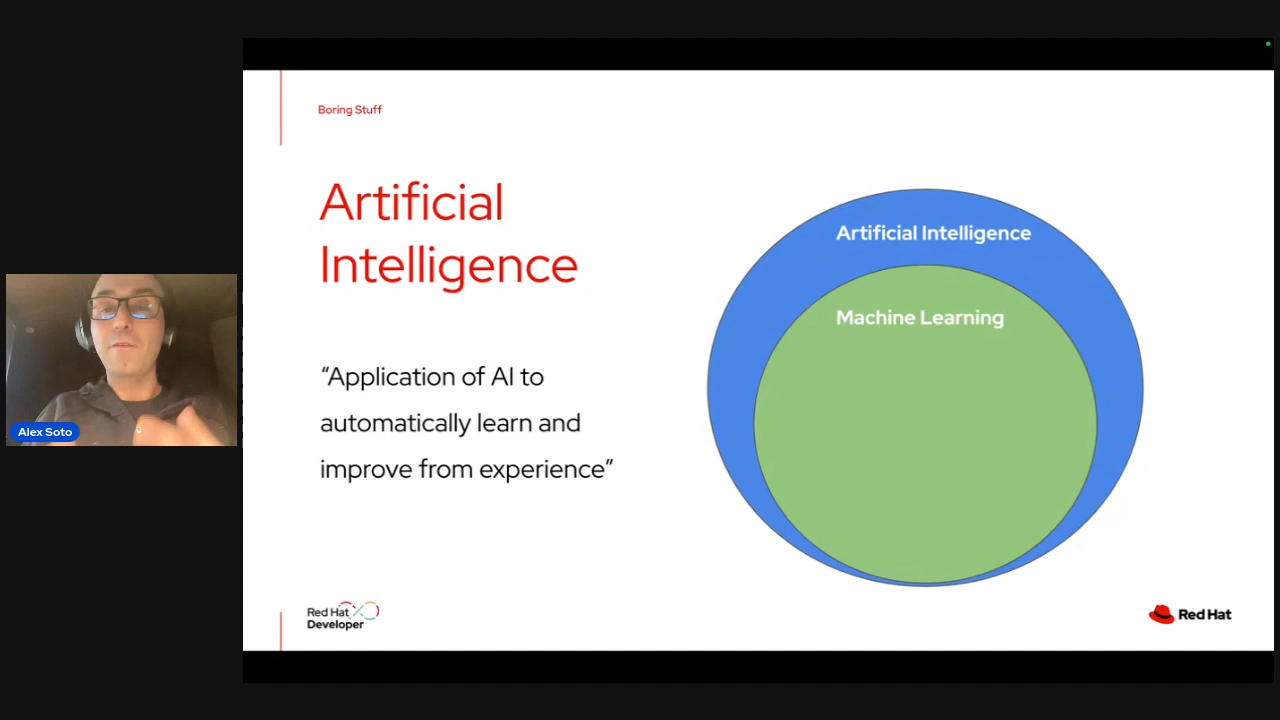 Boring Stuff
Artificial
Intelligence
“Application of AI to
automatically learn and
improve from experience”
Artificial Intelligence
Machine Learning
Alex Soto
Red Hat
Developer
Red Hat